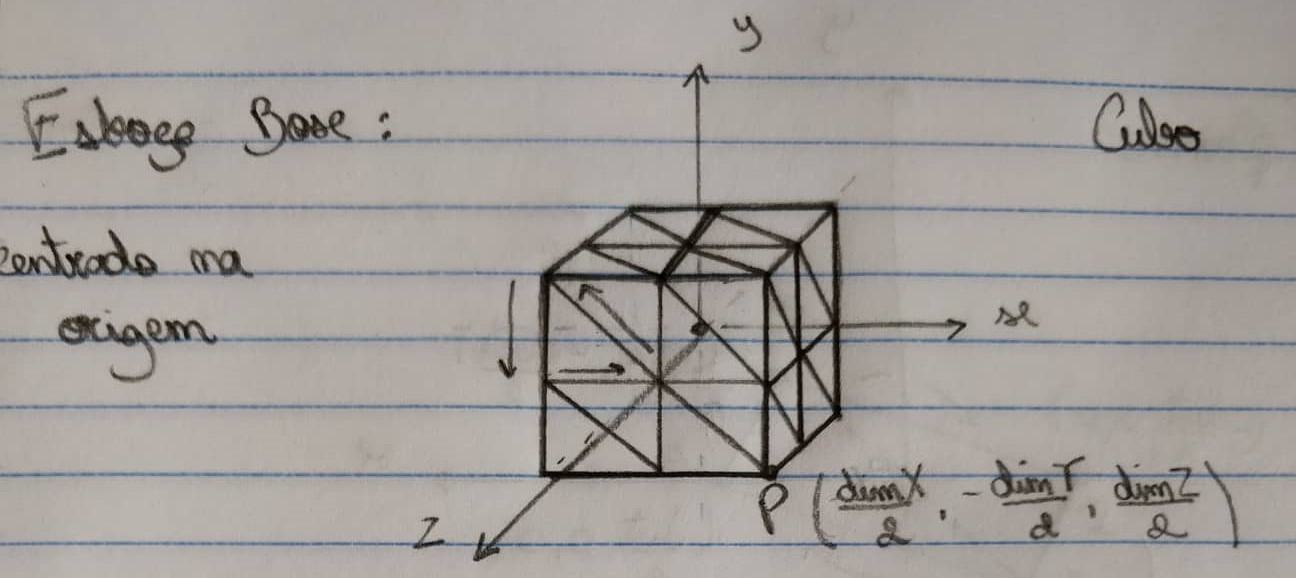 y
Esboço Base:
Cubo
centrado na
origem
x
Z
P (dimX/2, -dimY/2, dimZ/2)